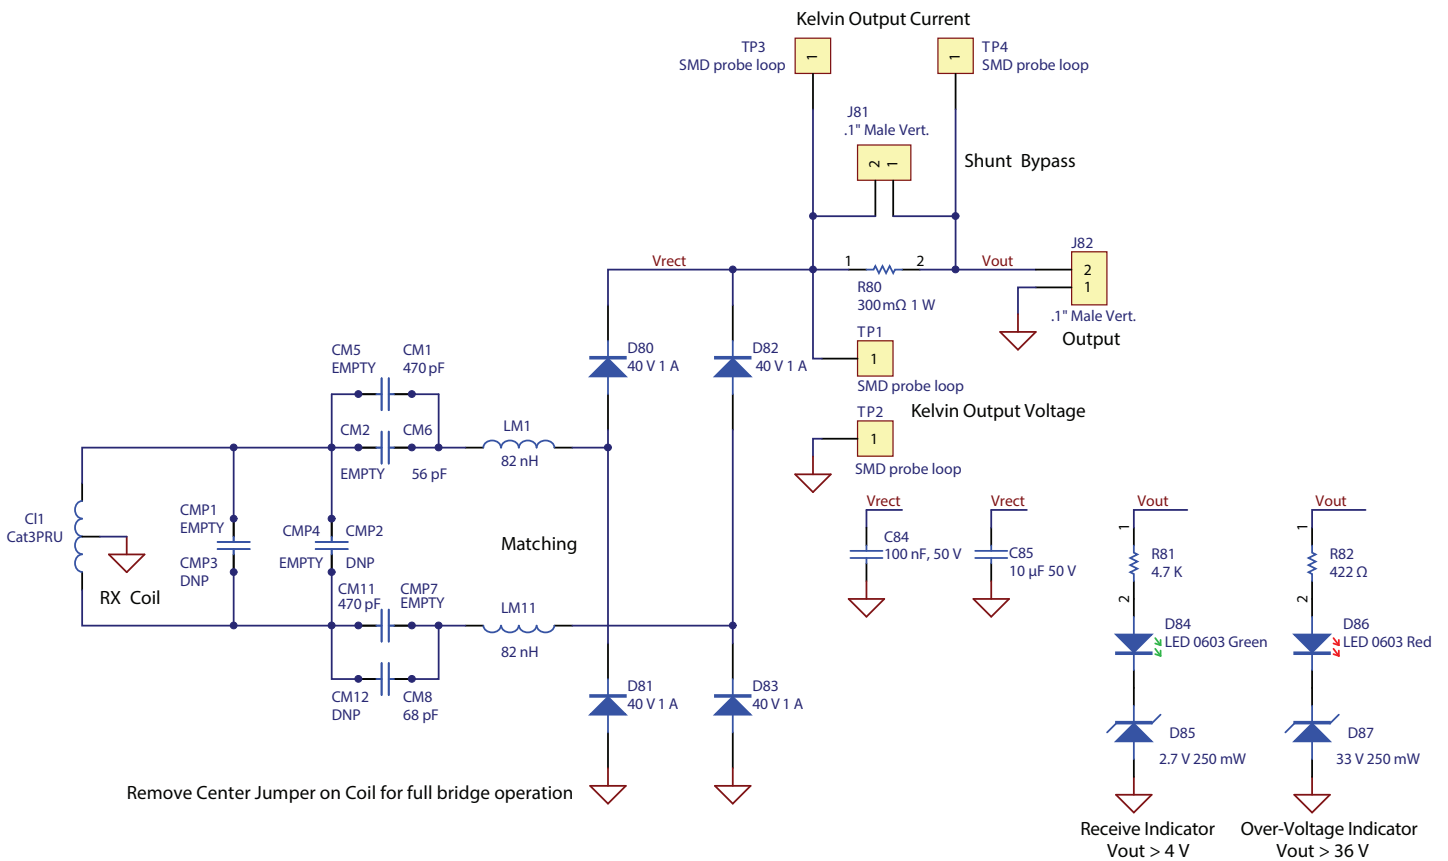 Kelvin Output Current
TP3
SMD probe loop
1
1
TP4
SMD probe loop
J81
.1" Male Vert.
2
1
Shunt Bypass
Vrect
1
2
R80
300 mΩ 1 W
Vout
J82
2
1
.1" Male Vert.
Output
TP1
1
SMD probe loop
Kelvin Output Voltage
TP2
1
SMD probe loop
D80
40 V 1 A
D82
40 V 1 A
CM5
EMPTY
CM1
470 pF
CM2
EMPTY
CM6
56 pF
LM1
82 nH
Cl1
Cat3PRU
RX Coil
CMP1
EMPTY
CMP3
DNP
CMP4
EMPTY
CMP2
DNP
Matching
CM11
470 pF
CMP7
EMPTY
LM11
82 nH
CM12
DNP
CM8
68 pF
D81
40 V 1 A
D83
40 V 1 A
Remove Center Jumper on Coil for full bridge operation
Vrect
C84
100 nF, 50 V
Vrect
C85
10 µF 50 V
Vout
1
R81
4.7 K
2
D84
LED 0603 Green
D85
2.7 V 250 mW
Receive Indicator
Vout > 4 V
Vout
1
R82
422 Ω
2
D86
LED 0603 Red
D87
33 V 250 mW
Over-Voltage Indicator
Vout > 36 V